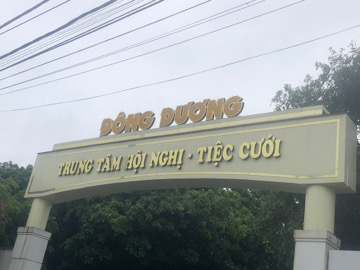 ĐÔNG DƯƠNG
TRUNG TÂM HỘI NGHỊ - TIỆC CƯỚI